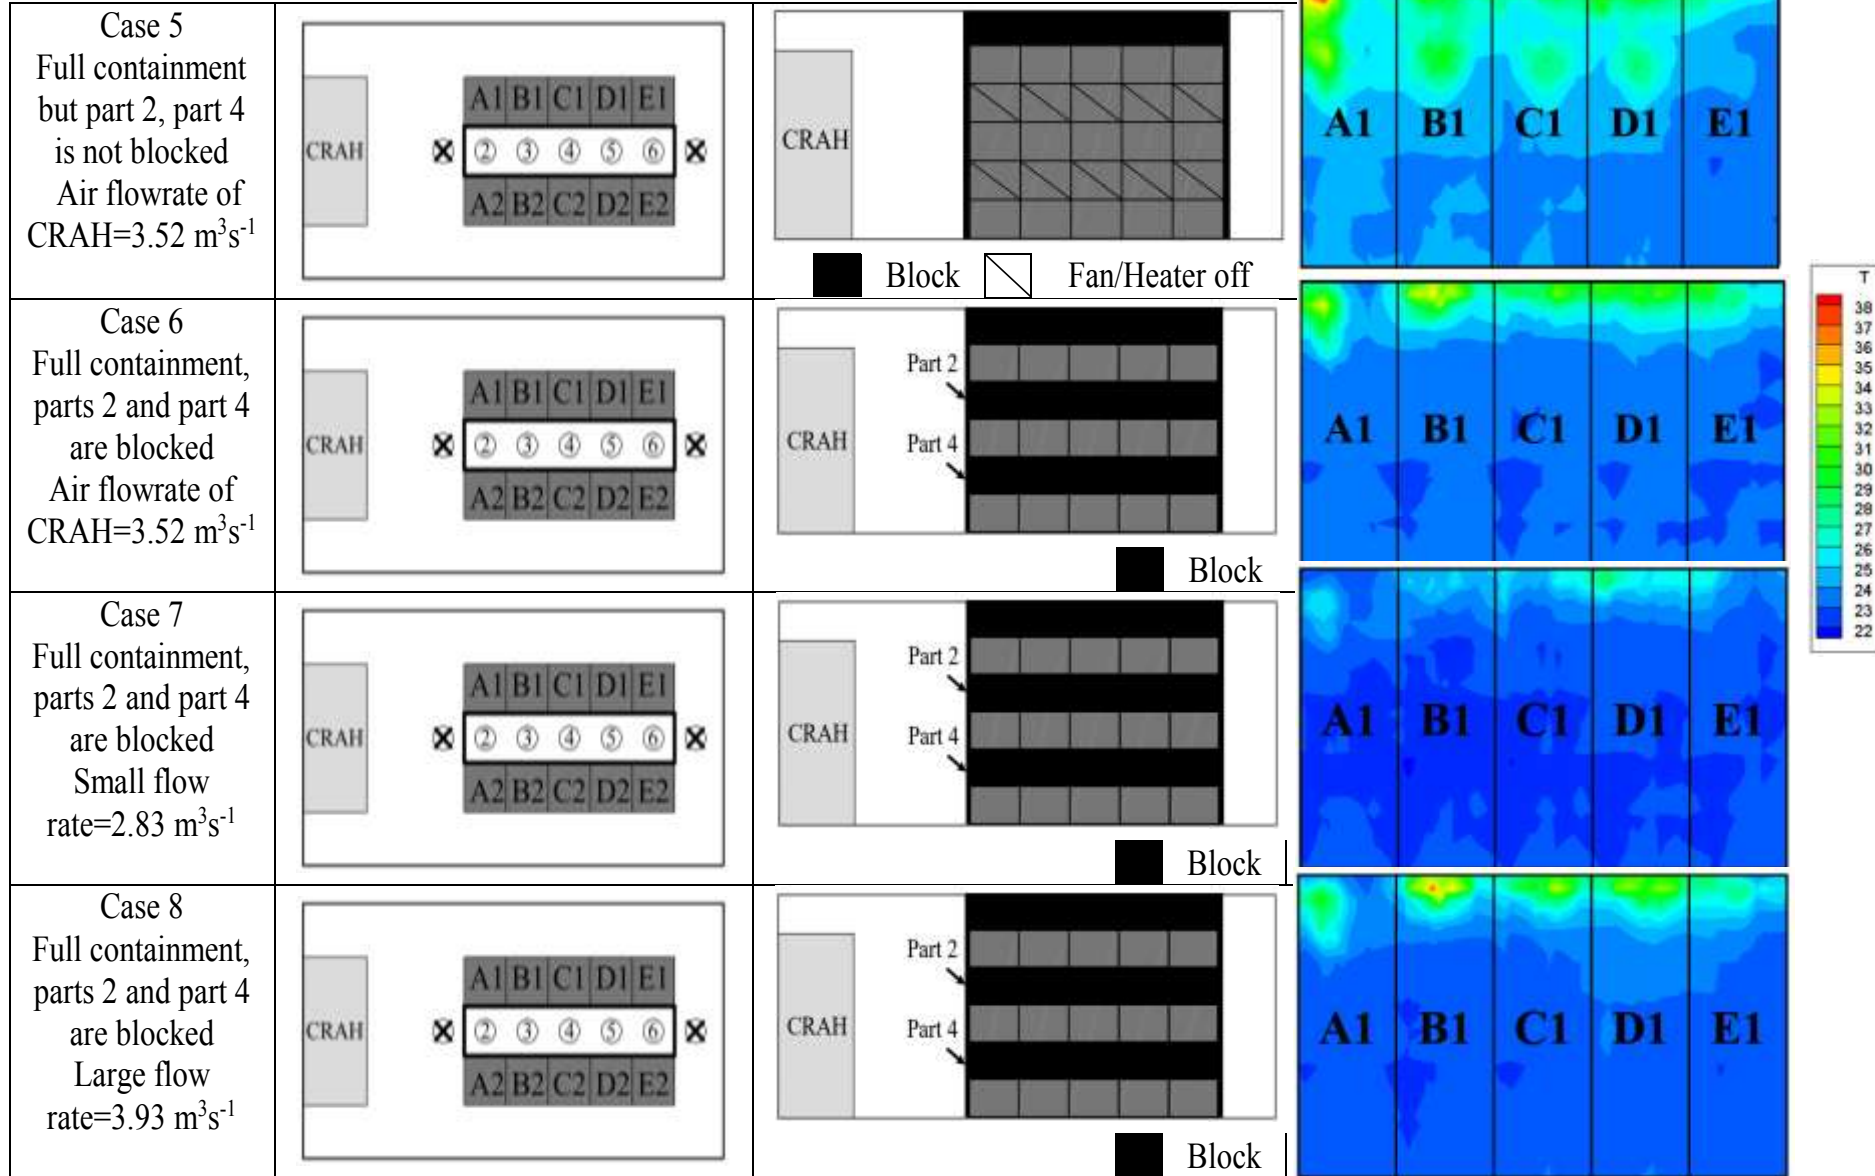 Case 5
Full containment
but part 2, part 4
is not blocked
Air flowrate of
CRAH=3.52 m³s⁻¹
CRAH
A1 B1 C1 D1 E1
② ③ ④ ⑤ ⑥
A2 B2 C2 D2 E2
CRAH
Block
Fan/Heater off
A1 B1 C1 D1 E1
Case 6
Full containment,
parts 2 and part 4
are blocked
Air flowrate of
CRAH=3.52 m³s⁻¹
CRAH
A1 B1 C1 D1 E1
② ③ ④ ⑤ ⑥
A2 B2 C2 D2 E2
CRAH
Part 2
Part 4
Block
A1 B1 C1 D1 E1
Case 7
Full containment,
parts 2 and part 4
are blocked
Small flow
rate=2.83 m³s⁻¹
CRAH
A1 B1 C1 D1 E1
② ③ ④ ⑤ ⑥
A2 B2 C2 D2 E2
CRAH
Part 2
Part 4
Block
A1 B1 C1 D1 E1
Case 8
Full containment,
parts 2 and part 4
are blocked
Large flow
rate=3.93 m³s⁻¹
CRAH
A1 B1 C1 D1 E1
② ③ ④ ⑤ ⑥
A2 B2 C2 D2 E2
CRAH
Part 2
Part 4
Block
A1 B1 C1 D1 E1
T
38
37
36
35
34
33
32
31
30
29
28
27
26
25
24
23
22